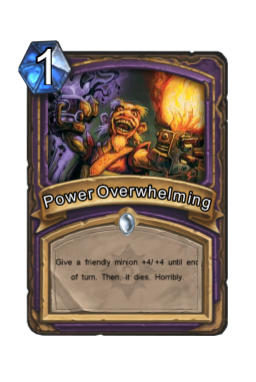 1
Power Overwhelming
Give a friendly minion +4/+4 until end
of turn. Then, it dies. Horribly.